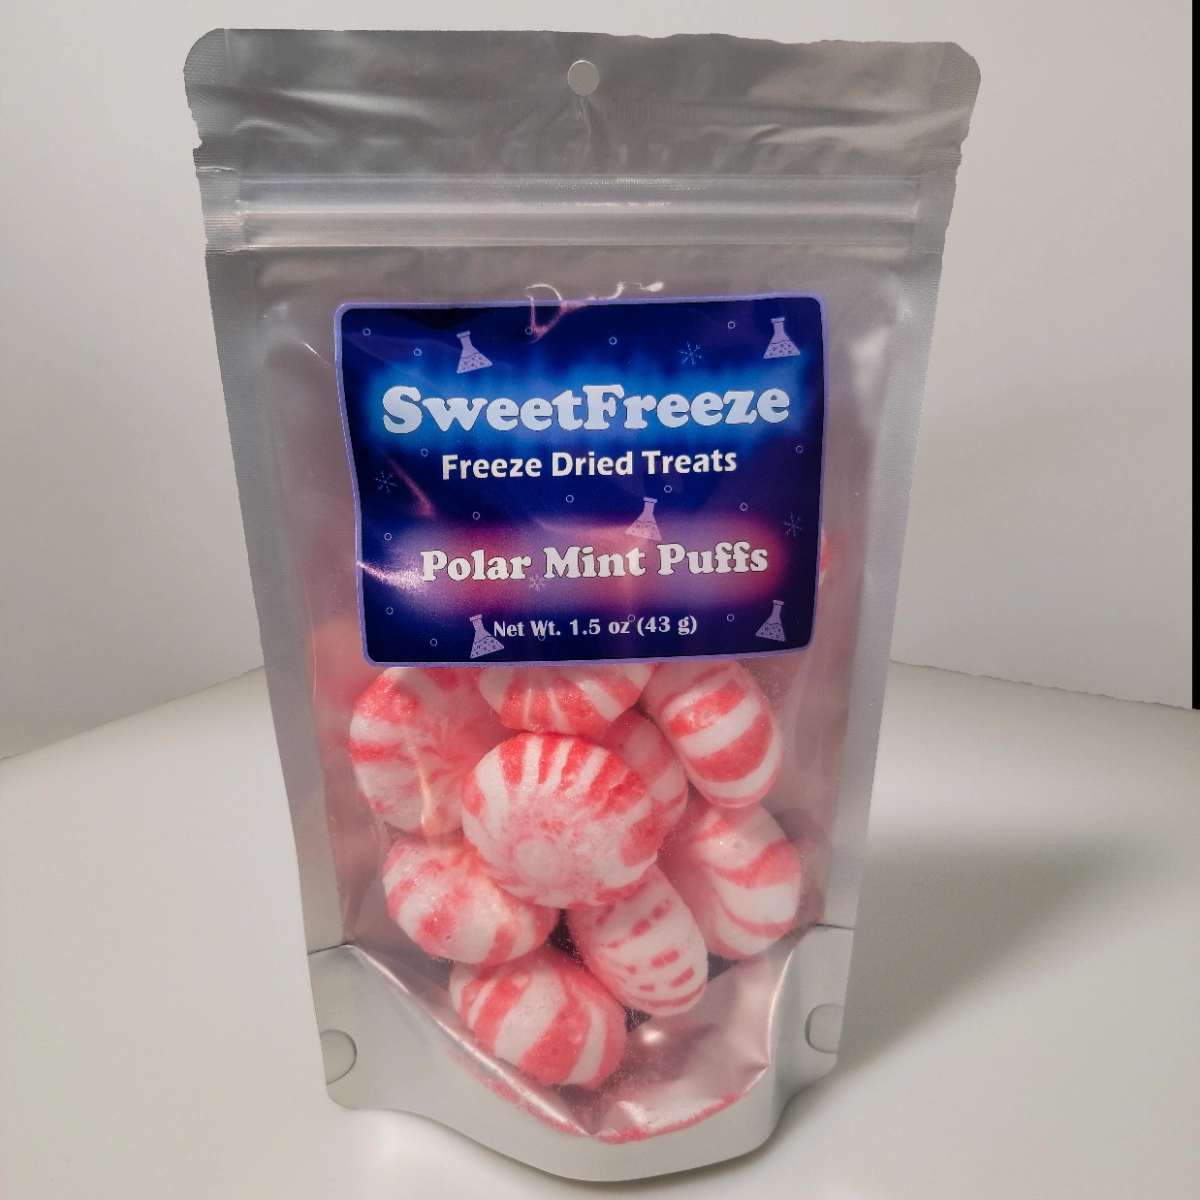 SweetFreeze
Freeze Dried Treats
Polar Mint Puffs
Net Wt. 1.5 oz (43 g)